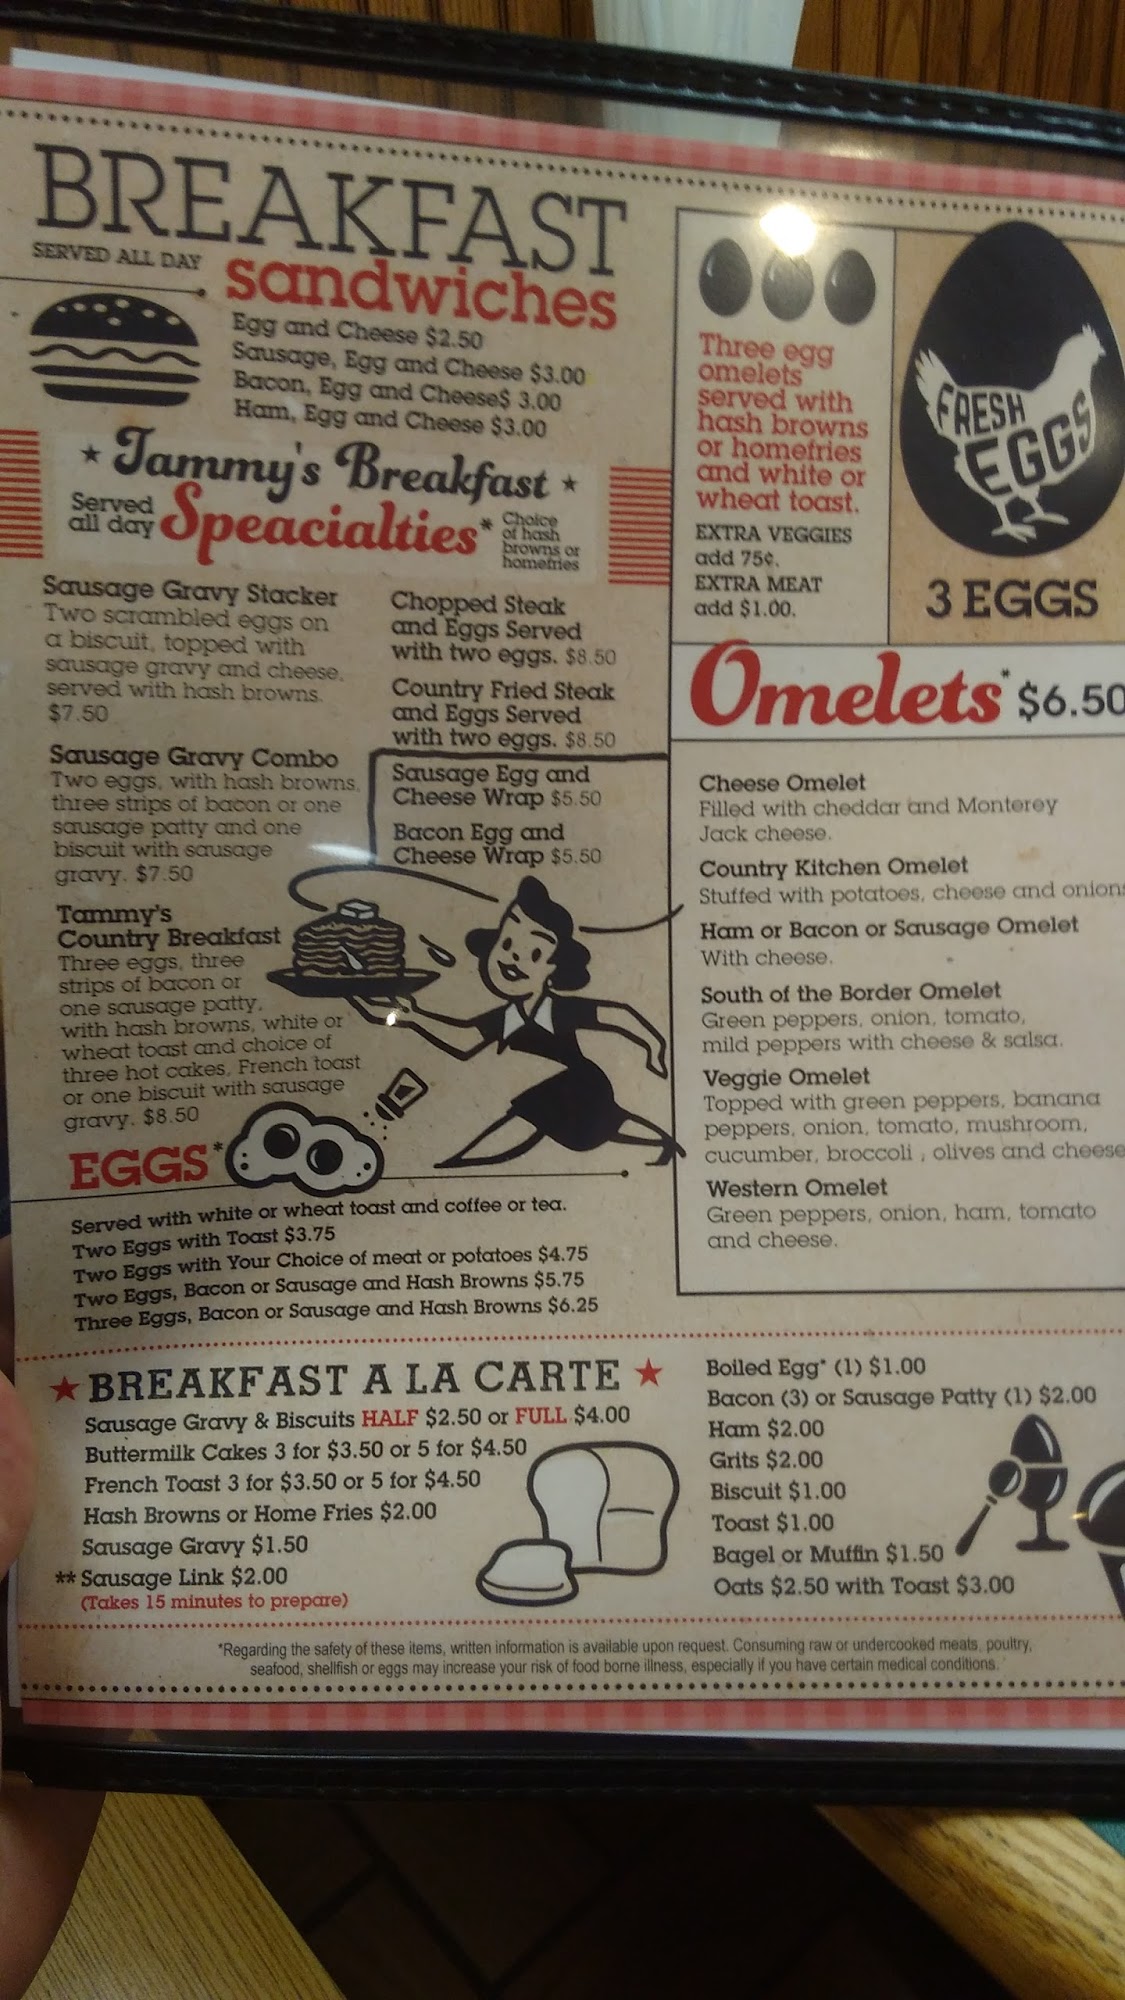 BREAKFAST
SERVED ALL DAY
sandwiches
Egg and Cheese $2.50
Sausage, Egg and Cheese $3.00
Bacon, Egg and Cheese$ 3.00
Ham, Egg and Cheese $3.00
Tammy's Breakfast
Served
all day
Speacialties*
Choice
of hash
browns or
homefries
Sausage Gravy Stacker
Two scrambled eggs on
a biscuit, topped with
sausage gravy and cheese,
served with hash browns.
$7.50
Sausage Gravy Combo
Two eggs, with hash browns,
three strips of bacon or one
sausage patty and one
biscuit with sausage
gravy. $7.50
Tammy's
Country Breakfast
Three eggs, three
strips of bacon or
one sausage patty,
with hash browns, white or
wheat toast and choice of
three hot cakes, French toast
or one biscuit with sausage
gravy. $8.50
Chopped Steak
and Eggs Served
with two eggs. $8.50
Country Fried Steak
and Eggs Served
with two eggs. $8.50
Sausage Egg and
Cheese Wrap $5.50
Bacon Egg and
Cheese Wrap $5.50
EGGS*
Served with white or wheat toast and coffee or tea.
Two Eggs with Toast $3.75
Two Eggs with Your Choice of meat or potatoes $4.75
Two Eggs, Bacon or Sausage and Hash Browns $5.75
Three Eggs, Bacon or Sausage and Hash Browns $6.25
Three egg
omelets
served with
hash browns
or homefries
and white or
wheat toast.
EXTRA VEGGIES
add 75¢.
EXTRA MEAT
add $1.00.
FRESH
EGGS
3 EGGS
Omelets* $6.50
Cheese Omelet
Filled with cheddar and Monterey
Jack cheese.
Country Kitchen Omelet
Stuffed with potatoes, cheese and onions
Ham or Bacon or Sausage Omelet
With cheese.
South of the Border Omelet
Green peppers, onion, tomato,
mild peppers with cheese & salsa.
Veggie Omelet
Topped with green peppers, banana
peppers, onion, tomato, mushroom,
cucumber, broccoli , olives and cheese
Western Omelet
Green peppers, onion, ham, tomato
and cheese.
★ BREAKFAST A LA CARTE ★
Sausage Gravy & Biscuits HALF $2.50 or FULL $4.00
Buttermilk Cakes 3 for $3.50 or 5 for $4.50
French Toast 3 for $3.50 or 5 for $4.50
Hash Browns or Home Fries $2.00
Sausage Gravy $1.50
** Sausage Link $2.00
(Takes 15 minutes to prepare)
Boiled Egg* (1) $1.00
Bacon (3) or Sausage Patty (1) $2.00
Ham $2.00
Grits $2.00
Biscuit $1.00
Toast $1.00
Bagel or Muffin $1.50
Oats $2.50 with Toast $3.00
*Regarding the safety of these items, written information is available upon request. Consuming raw or undercooked meats, poultry,
seafood, shellfish or eggs may increase your risk of food borne illness, especially if you have certain medical conditions.